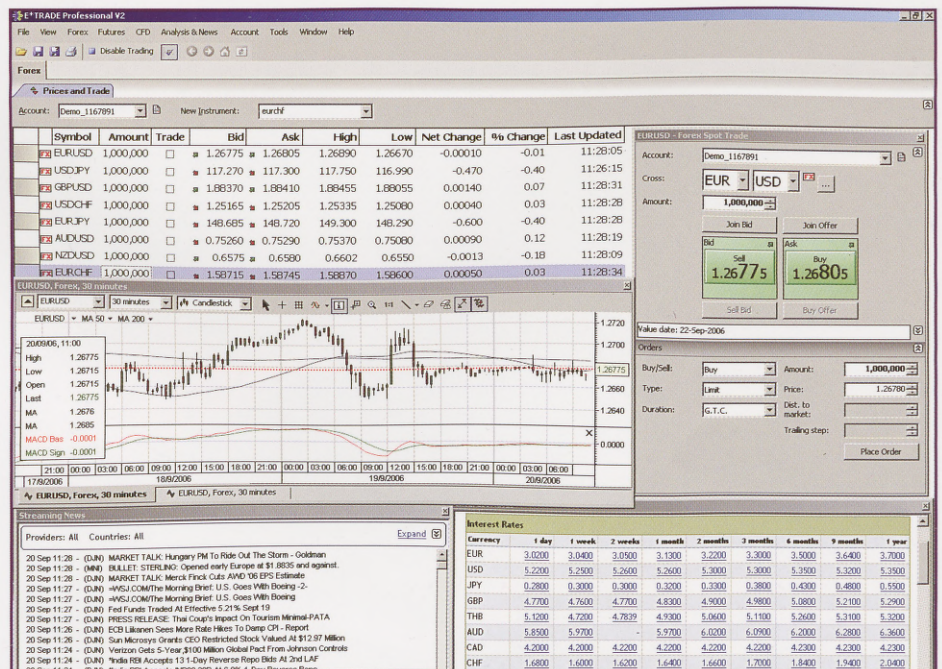 E*TRADE Professional V2
File View Forex Futures CFD Analysis & News Account Tools Window Help
Disable Trading
Forex
Prices and Trade
Account: Demo_1167891 New Instrument: eurchf
Symbol Amount Trade Bid Ask High Low Net Change % Change Last Updated
FX EURUSD 1,000,000 1.26775 1.26805 1.26890 1.26670 -0.00010 -0.01 11:28:05
FX USDJPY 1,000,000 117.270 117.300 117.750 116.990 -0.470 -0.40 11:26:15
FX GBPUSD 1,000,000 1.88370 1.88410 1.88455 1.88055 0.00140 0.07 11:28:31
FX USDCHF 1,000,000 1.25165 1.25205 1.25335 1.25080 0.00040 0.03 11:28:28
FX EURJPY 1,000,000 148.685 148.720 149.300 148.290 -0.600 -0.40 11:28:28
FX AUDUSD 1,000,000 0.75260 0.75290 0.75370 0.75080 0.00090 0.12 11:28:19
FX NZDUSD 1,000,000 0.6575 0.6580 0.6602 0.6550 -0.0013 -0.18 11:28:09
FX EURCHF 1,000,000 1.58715 1.58745 1.58870 1.58600 0.00050 0.03 11:28:34
EURUSD - Forex Spot Trade
Account: Demo_1167891
Cross: EUR USD FX ...
Amount: 1,000,000
Join Bid Join Offer
Bid Ask
Sell Buy
1.26775 1.26805
Sell Bid Buy Offer
Value date: 22-Sep-2006
Orders
Buy/Sell: Buy Amount: 1,000,000
Type: Limit Price: 1.26780
Duration: G.T.C. Dist. to market:
Trailing step:
Place Order
EURUSD, Forex, 30 minutes
EURUSD 30 minutes Candlestick
EURUSD MA 50 MA 200
20/09/06, 11:00
High 1.26775
Low 1.26715
Open 1.26715
Last 1.26775
MA 1.2676
MA 1.2685
MACD Bas -0.0001
MACD Sign -0.0001
1.2720
1.2700
1.26775
1.2660
1.2640
0.0000
21:00 00:00 03:00 06:00 09:00 12:00 15:00 18:00 21:00 00:00 03:00 06:00 09:00 12:00 15:00 18:00 21:00 00:00 03:00 06:00
17/9/2006 18/9/2006 19/9/2006 20/9/2006
EURUSD, Forex, 30 minutes EURUSD, Forex, 30 minutes
Streaming News
Providers: All Countries: All Expand
20 Sep 11:28 - (DJN) MARKET TALK: Hungary PM To Ride Out The Storm - Goldman
20 Sep 11:28 - (MNI) BULLET: STERLING: Opened early Europe at $1.8835 and against.
20 Sep 11:28 - (DJN) MARKET TALK: Merck Finck Cuts AWD '06 EPS Estimate
20 Sep 11:27 - (DJN) =WSJ.COM/The Morning Brief: U.S. Goes With Boeing -2-
20 Sep 11:27 - (DJN) =WSJ.COM/The Morning Brief: U.S. Goes With Boeing
20 Sep 11:27 - (DJN) Fed Funds Traded At Effective 5.21% Sept 19
20 Sep 11:27 - (DJN) PRESS RELEASE: Thai Coup's Impact On Tourism Minimal-PATA
20 Sep 11:26 - (DJN) ECB Liikanen Sees More Rate Hikes To Damp CPI - Report
20 Sep 11:26 - (DJN) Sun Microsys Grants CEO Restricted Stock Valued At $12.97 Million
20 Sep 11:24 - (DJN) Verizon Gets 5-Year,$100 Million Global Pact From Johnson Controls
20 Sep 11:24 - (DJN) *India RBI Accepts 13 1-Day Reverse Repo Bids At 2nd LAF
Interest Rates
Currency 1 day 1 week 2 weeks 1 month 2 months 3 months 6 months 9 months 1 year
EUR 3.0200 3.0400 3.0500 3.1300 3.2200 3.3000 3.5000 3.6400 3.7000
USD 5.2200 5.2500 5.2600 5.2600 5.3000 5.3000 5.3500 5.3200 5.3500
JPY 0.2800 0.3000 0.3000 0.3200 0.3300 0.3800 0.4300 0.4800 0.5500
GBP 4.7700 4.7600 4.7700 4.8300 4.9000 4.9800 5.0800 5.2100 5.2900
THB 5.1200 4.7200 4.7839 4.9300 5.0600 5.1100 5.2600 5.3100 5.3200
AUD 5.8500 5.9700 - 5.9700 6.0200 6.0900 6.2000 6.2800 6.3600
CAD 4.2000 4.2000 4.2200 4.2200 4.2200 4.2200 4.2300 4.2300 4.2300
CHF 1.6800 1.6000 1.6200 1.6400 1.6600 1.7000 1.8400 1.9400 2.0400